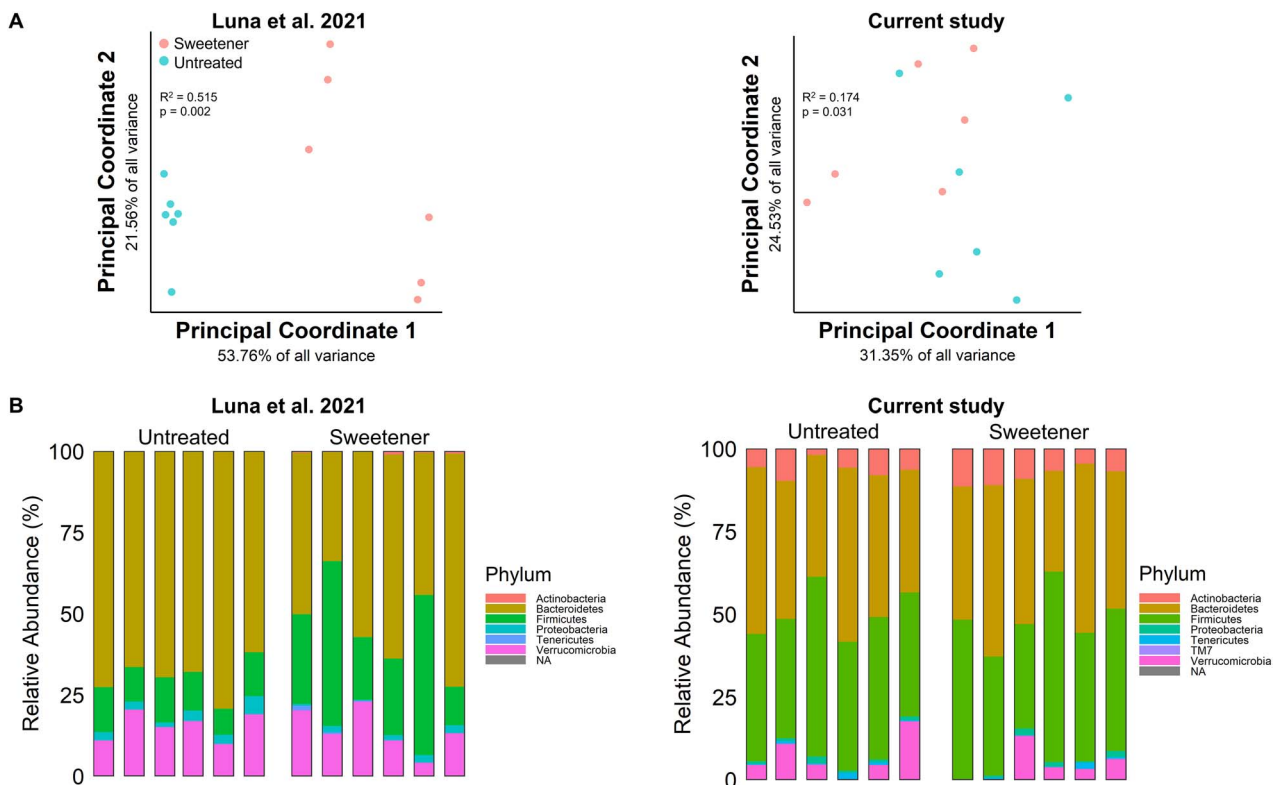 A
Luna et al. 2021
Sweetener
Untreated
R² = 0.515
p = 0.002
Principal Coordinate 2
21.56% of all variance
Principal Coordinate 1
53.76% of all variance
Current study
R² = 0.174
p = 0.031
Principal Coordinate 2
24.53% of all variance
Principal Coordinate 1
31.35% of all variance
B
Luna et al. 2021
Untreated
Sweetener
Relative Abundance (%)
100
75
50
25
0
Phylum
Actinobacteria
Bacteroidetes
Firmicutes
Proteobacteria
Tenericutes
Verrucomicrobia
NA
Current study
Untreated
Sweetener
Relative Abundance (%)
100
75
50
25
0
Phylum
Actinobacteria
Bacteroidetes
Firmicutes
Proteobacteria
Tenericutes
TM7
Verrucomicrobia
NA